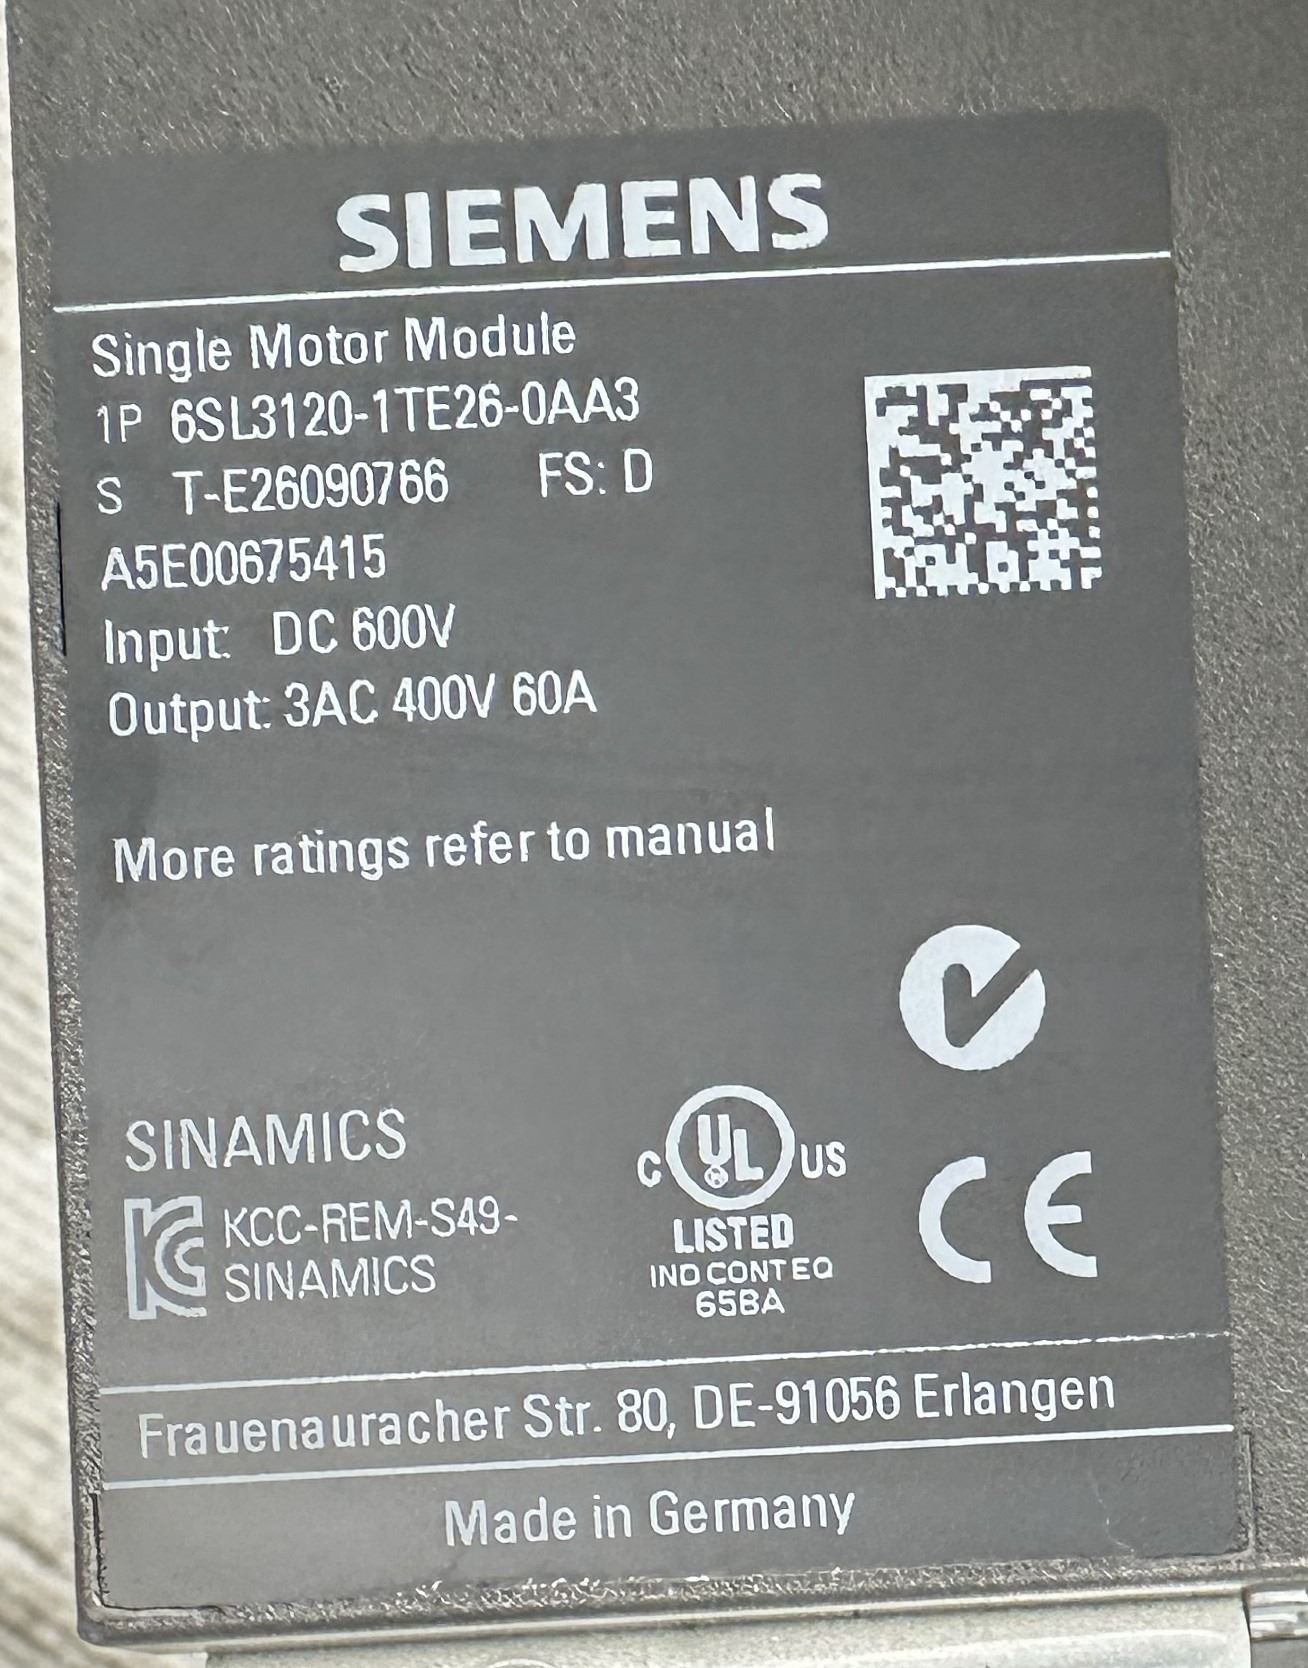 SIEMENS
Single Motor Module
1P 6SL3120-1TE26-0AA3
S T-E26090766 FS: D
A5E00675415
Input: DC 600V
Output: 3AC 400V 60A
More ratings refer to manual
SINAMICS
KCC-REM-S49-
SINAMICS
C UL US
LISTED
IND CONT EQ
65BA
CE
Frauenauracher Str. 80, DE-91056 Erlangen
Made in Germany